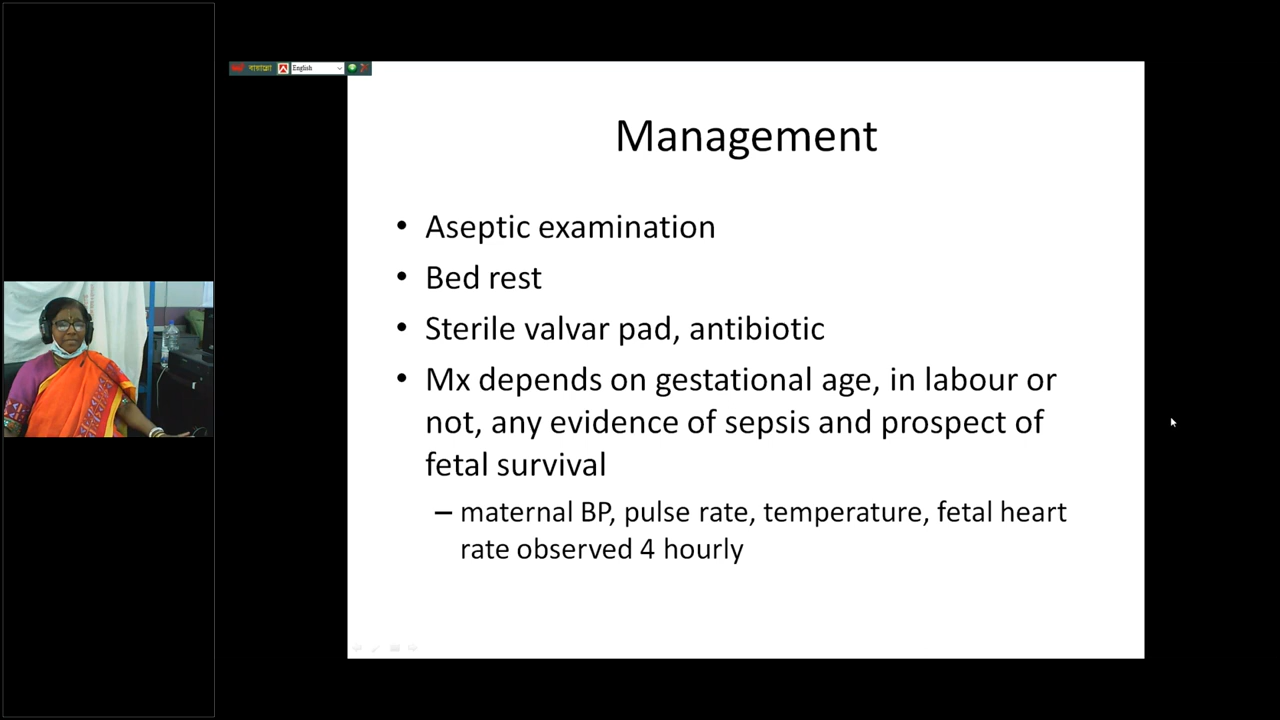 English
Management
• Aseptic examination
• Bed rest
• Sterile valvar pad, antibiotic
• Mx depends on gestational age, in labour or
not, any evidence of sepsis and prospect of
fetal survival
– maternal BP, pulse rate, temperature, fetal heart
rate observed 4 hourly